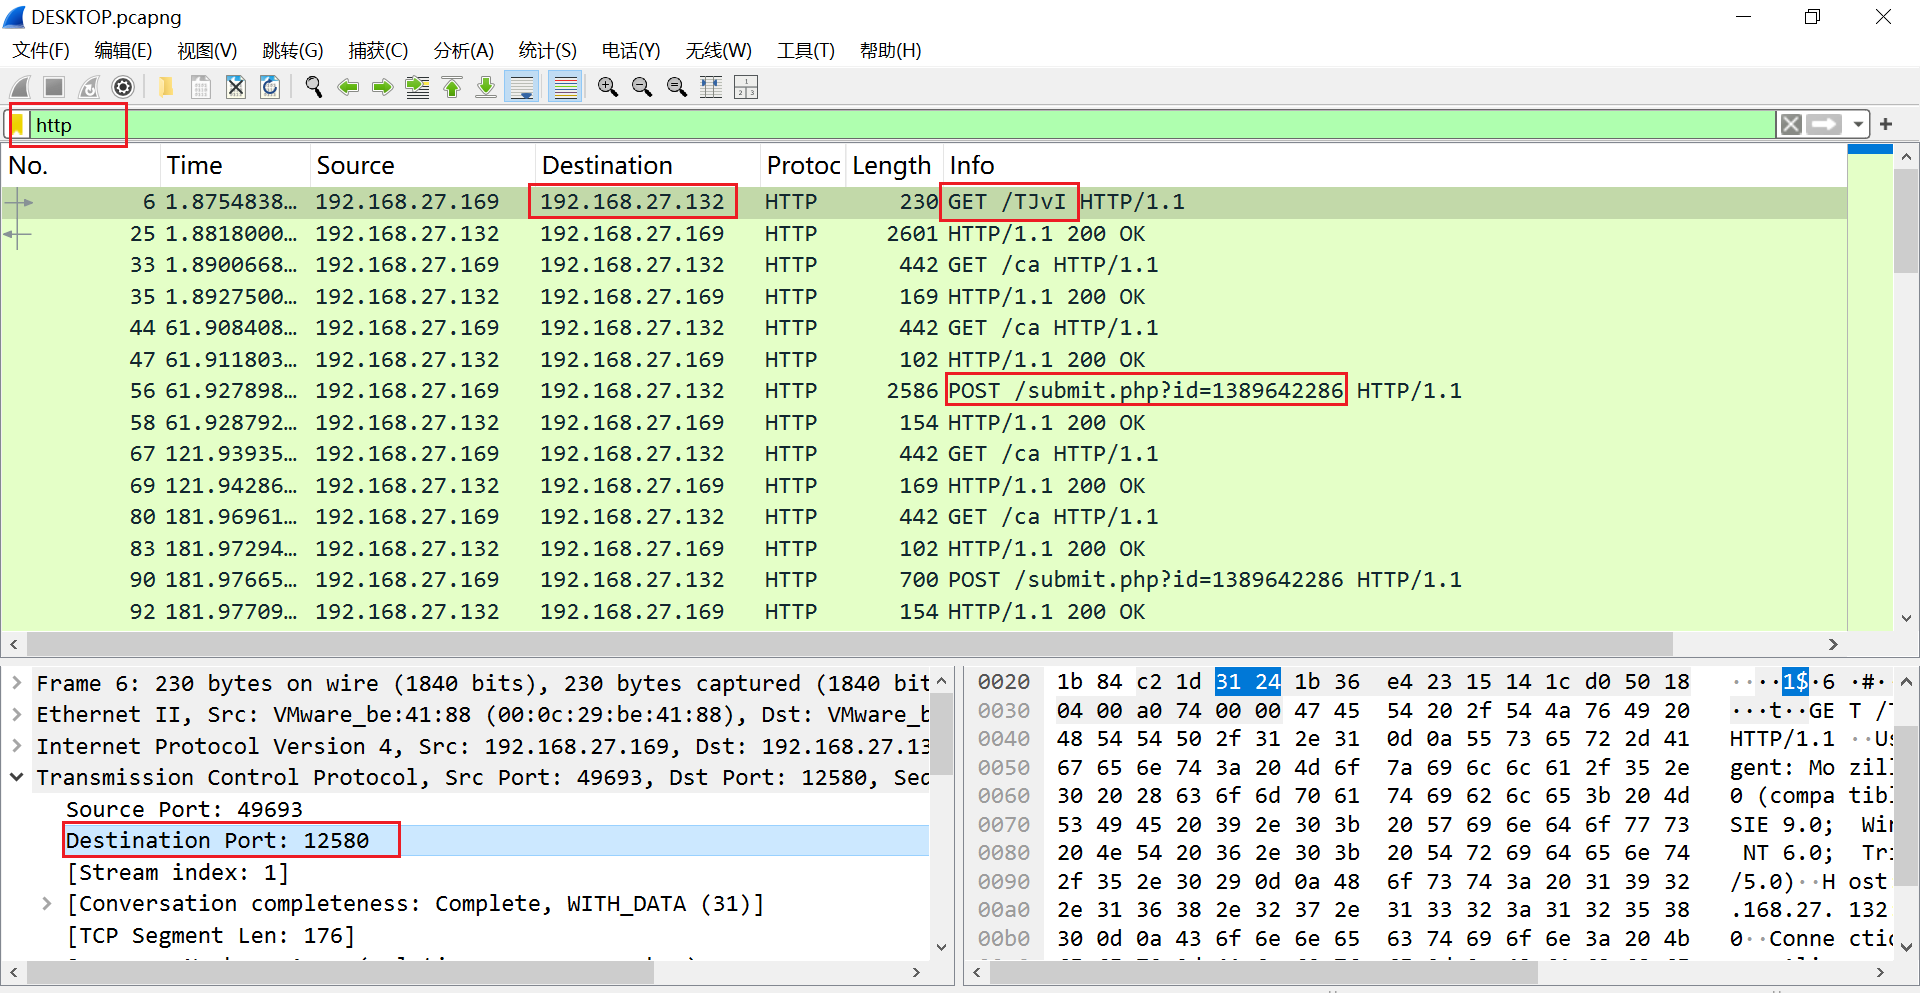 DESKTOP.pcapng
文件(F) 编辑(E) 视图(V) 跳转(G) 捕获(C) 分析(A) 统计(S) 电话(Y) 无线(W) 工具(T) 帮助(H)
http
No. Time Source Destination Protoc Length Info
6 1.8754838… 192.168.27.169 192.168.27.132 HTTP 230 GET /TJvI HTTP/1.1
25 1.8818000… 192.168.27.132 192.168.27.169 HTTP 2601 HTTP/1.1 200 OK
33 1.8900668… 192.168.27.169 192.168.27.132 HTTP 442 GET /ca HTTP/1.1
35 1.8927500… 192.168.27.132 192.168.27.169 HTTP 169 HTTP/1.1 200 OK
44 61.908408… 192.168.27.169 192.168.27.132 HTTP 442 GET /ca HTTP/1.1
47 61.911803… 192.168.27.132 192.168.27.169 HTTP 102 HTTP/1.1 200 OK
56 61.927898… 192.168.27.169 192.168.27.132 HTTP 2586 POST /submit.php?id=1389642286 HTTP/1.1
58 61.928792… 192.168.27.132 192.168.27.169 HTTP 154 HTTP/1.1 200 OK
67 121.93935… 192.168.27.169 192.168.27.132 HTTP 442 GET /ca HTTP/1.1
69 121.94286… 192.168.27.132 192.168.27.169 HTTP 169 HTTP/1.1 200 OK
80 181.96961… 192.168.27.169 192.168.27.132 HTTP 442 GET /ca HTTP/1.1
83 181.97294… 192.168.27.132 192.168.27.169 HTTP 102 HTTP/1.1 200 OK
90 181.97665… 192.168.27.169 192.168.27.132 HTTP 700 POST /submit.php?id=1389642286 HTTP/1.1
92 181.97709… 192.168.27.132 192.168.27.169 HTTP 154 HTTP/1.1 200 OK
Frame 6: 230 bytes on wire (1840 bits), 230 bytes captured (1840 bit
Ethernet II, Src: VMware_be:41:88 (00:0c:29:be:41:88), Dst: VMware_b
Internet Protocol Version 4, Src: 192.168.27.169, Dst: 192.168.27.13
Transmission Control Protocol, Src Port: 49693, Dst Port: 12580, Seq
Source Port: 49693
Destination Port: 12580
[Stream index: 1]
[Conversation completeness: Complete, WITH_DATA (31)]
[TCP Segment Len: 176]
0020 1b 84 c2 1d 31 24 1b 36 e4 23 15 14 1c d0 50 18 ····1$·6 ·#·
0030 04 00 a0 74 00 00 47 45 54 20 2f 54 4a 76 49 20 ···t··GE T /T
0040 48 54 54 50 2f 31 2e 31 0d 0a 55 73 65 72 2d 41 HTTP/1.1 ··Us
0050 67 65 6e 74 3a 20 4d 6f 7a 69 6c 6c 61 2f 35 2e gent: Mo zill
0060 30 20 28 63 6f 6d 70 61 74 69 62 6c 65 3b 20 4d 0 (compa tibl
0070 53 49 45 20 39 2e 30 3b 20 57 69 6e 64 6f 77 73 SIE 9.0; Win
0080 20 4e 54 20 36 2e 30 3b 20 54 72 69 64 65 6e 74 NT 6.0; Tri
0090 2f 35 2e 30 29 0d 0a 48 6f 73 74 3a 20 31 39 32 /5.0)··H ost
00a0 2e 31 36 38 2e 32 37 2e 31 33 32 3a 31 32 35 38 .168.27. 132
00b0 30 0d 0a 43 6f 6e 6e 65 63 74 69 6f 6e 3a 20 4b 0··Conne ctio